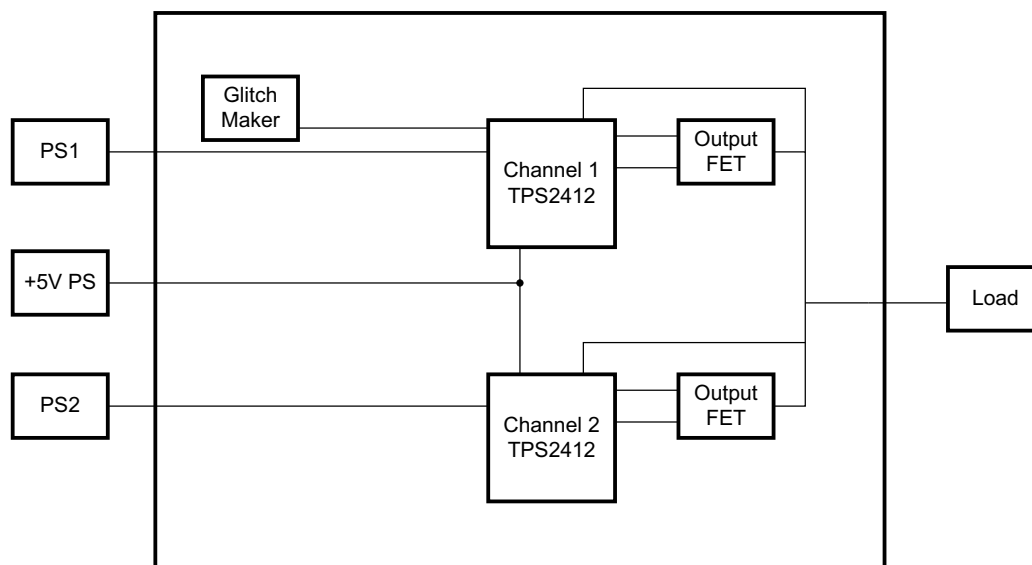 Glitch
Maker
PS1
Channel 1
TPS2412
Output
FET
+5V PS
Load
PS2
Channel 2
TPS2412
Output
FET